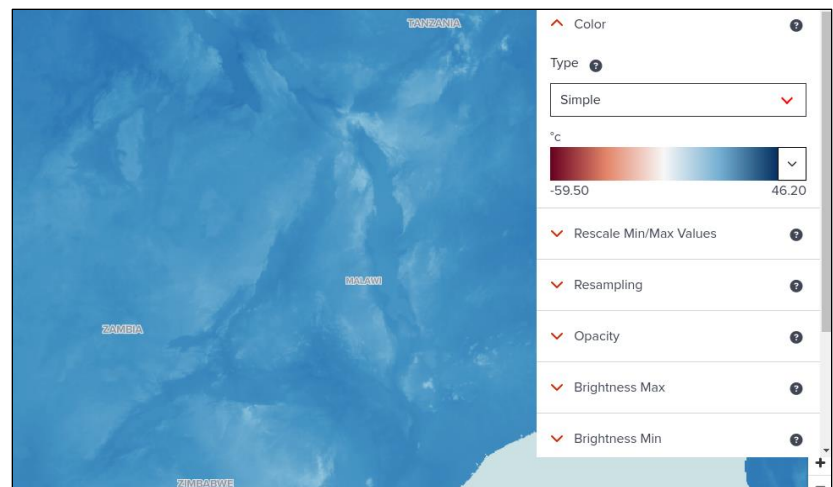 TANZANIA
MALAWI
ZAMBIA
ZIMBABWE
Color
Type
Simple
°c
-59.50 46.20
Rescale Min/Max Values
Resampling
Opacity
Brightness Max
Brightness Min